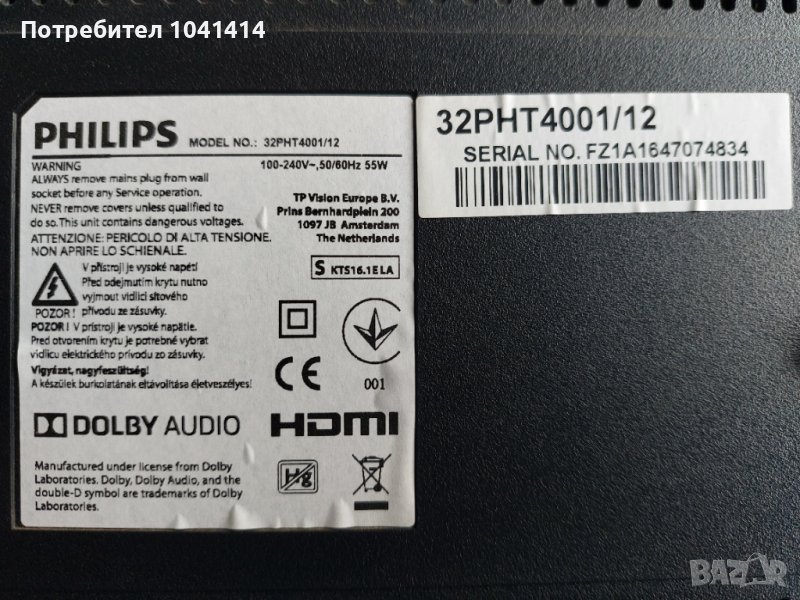 Потребител 1041414
PHILIPS MODEL NO.: 32PHT4001/12
WARNING 100-240V~,50/60Hz 55W
ALWAYS remove mains plug from wall
socket before any Service operation.
NEVER remove covers unless qualified to
do so. This unit contains dangerous voltages.
ATTENZIONE: PERICOLO DI ALTA TENSIONE.
NON APRIRE LO SCHIENALE.
TP Vision Europe B.V.
Prins Bernhardplein 200
1097 JB Amsterdam
The Netherlands
V přístroji je vysoké napětí
Před odejmutím krytu nutno
vyjmout vidlici síťového
POZOR! přívodu ze zásuvky.
S KTS16.1E LA
POZOR! V prístroji je vysoké napätie.
Pred otvorením krytu je potrebné vybrat
vidlicu elektrického prívodu zo zásuvky.
Vigyázat, nagyfeszültség!
A készülek burkolatának eltávolítása életveszélyes!
CE 001
DOLBY AUDIO HDMI
Manufactured under license from Dolby
Laboratories. Dolby, Dolby Audio, and the
double-D symbol are trademarks of Dolby
Laboratories.
Hg
32PHT4001/12
SERIAL NO. FZ1A1647074834
BAZAR